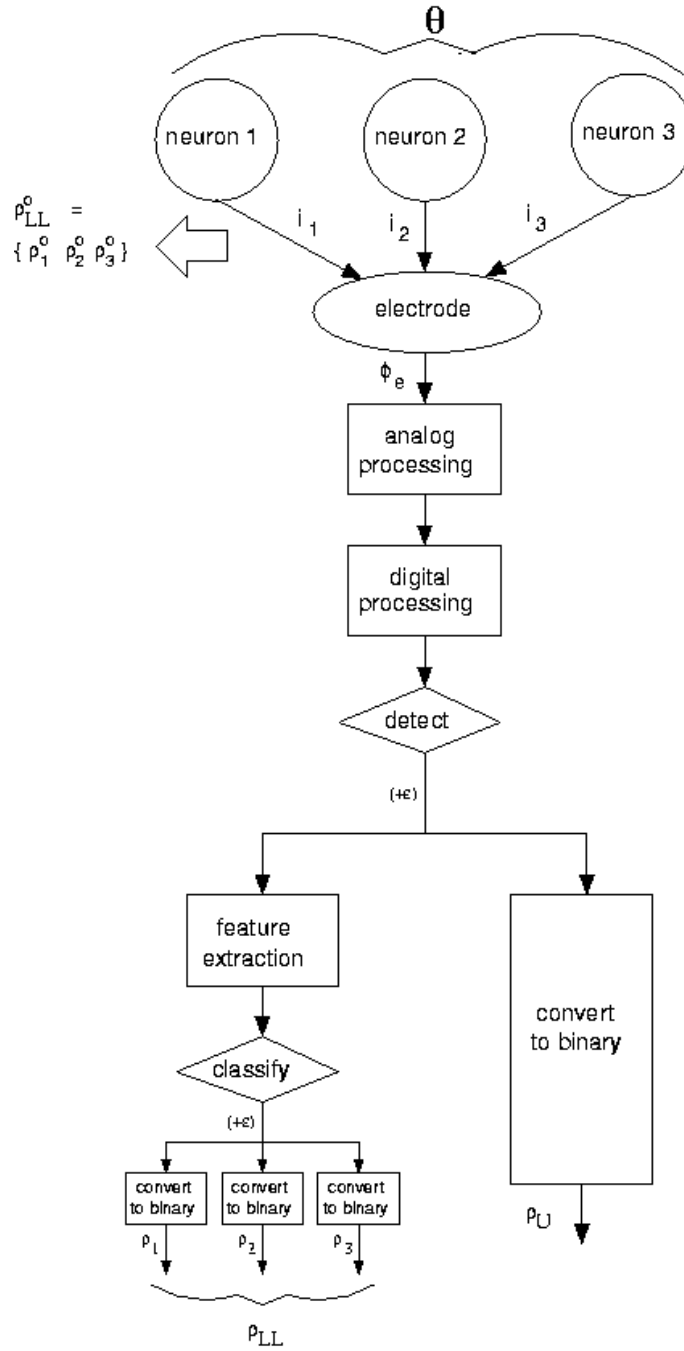 θ
neuron 1
neuron 2
neuron 3
ρ°LL =
{ ρ°1 ρ°2 ρ°3 }
i1
i2
i3
electrode
ϕe
analog
processing
digital
processing
detect
(+ε)
feature
extraction
convert
to binary
classify
(+ε)
convert
to binary
convert
to binary
convert
to binary
ρ1
ρ2
ρ3
ρU
ρLL